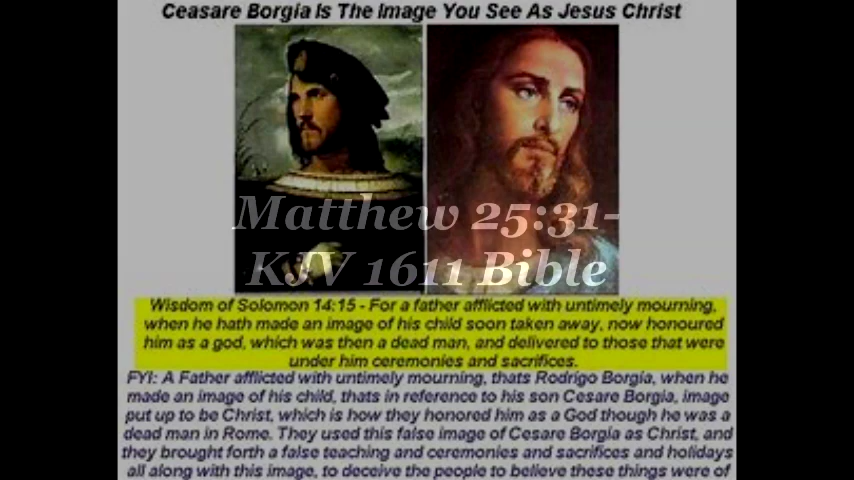 Ceasare Borgia Is The Image You See As Jesus Christ
Matthew 25:31-
KJV 1611 Bible
Wisdom of Solomon 14:15 - For a father afflicted with untimely mourning,
when he hath made an image of his child soon taken away, now honoured
him as a god, which was then a dead man, and delivered to those that were
under him ceremonies and sacrifices.
FYI: A Father afflicted with untimely mourning, thats Rodrigo Borgia, when he
made an image of his child, thats in reference to his son Cesare Borgia, image
put up to be Christ, which is how they honored him as a God though he was a
dead man in Rome. They used this false image of Cesare Borgia as Christ, and
they brought forth a false teaching and ceremonies and sacrifices and holidays
all along with this image, to deceive the people to believe these things were of